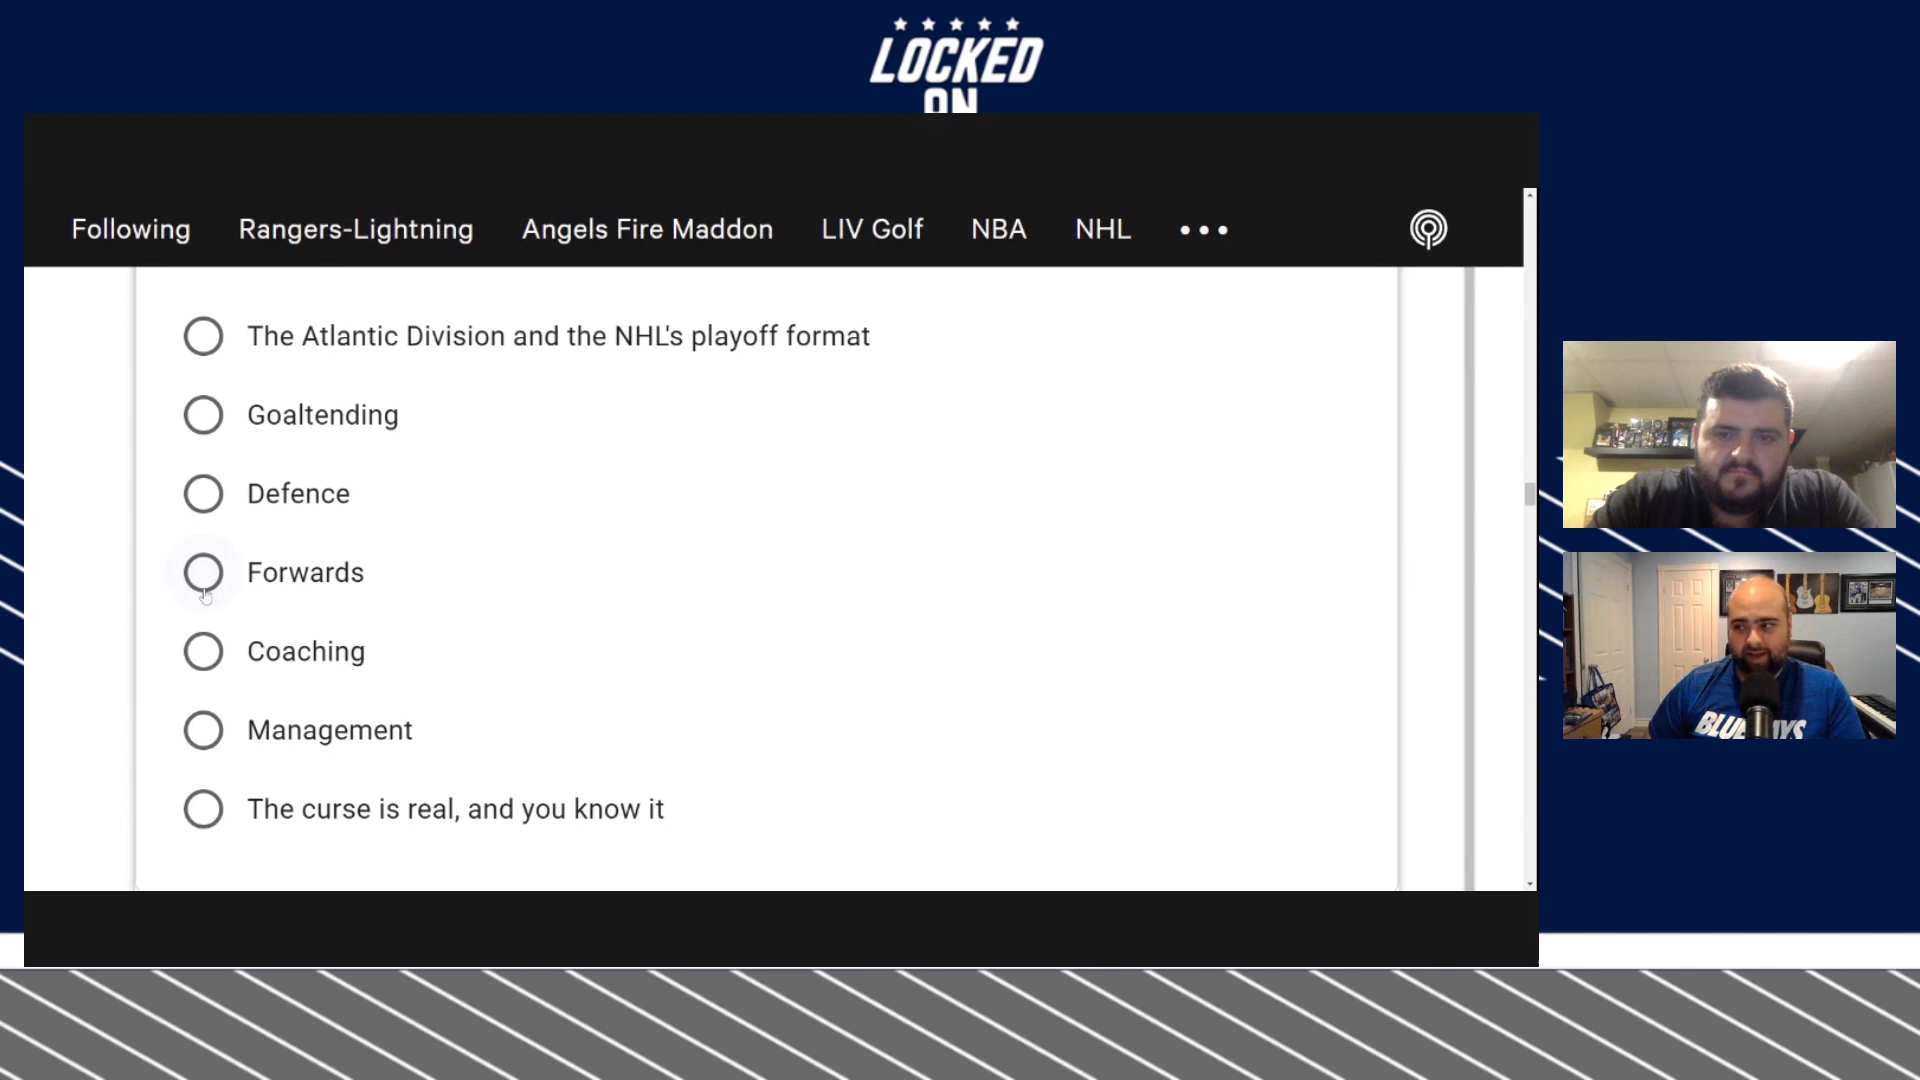 LOCKED
ON
Following Rangers-Lightning Angels Fire Maddon LIV Golf NBA NHL
The Atlantic Division and the NHL's playoff format
Goaltending
Defence
Forwards
Coaching
Management
The curse is real, and you know it